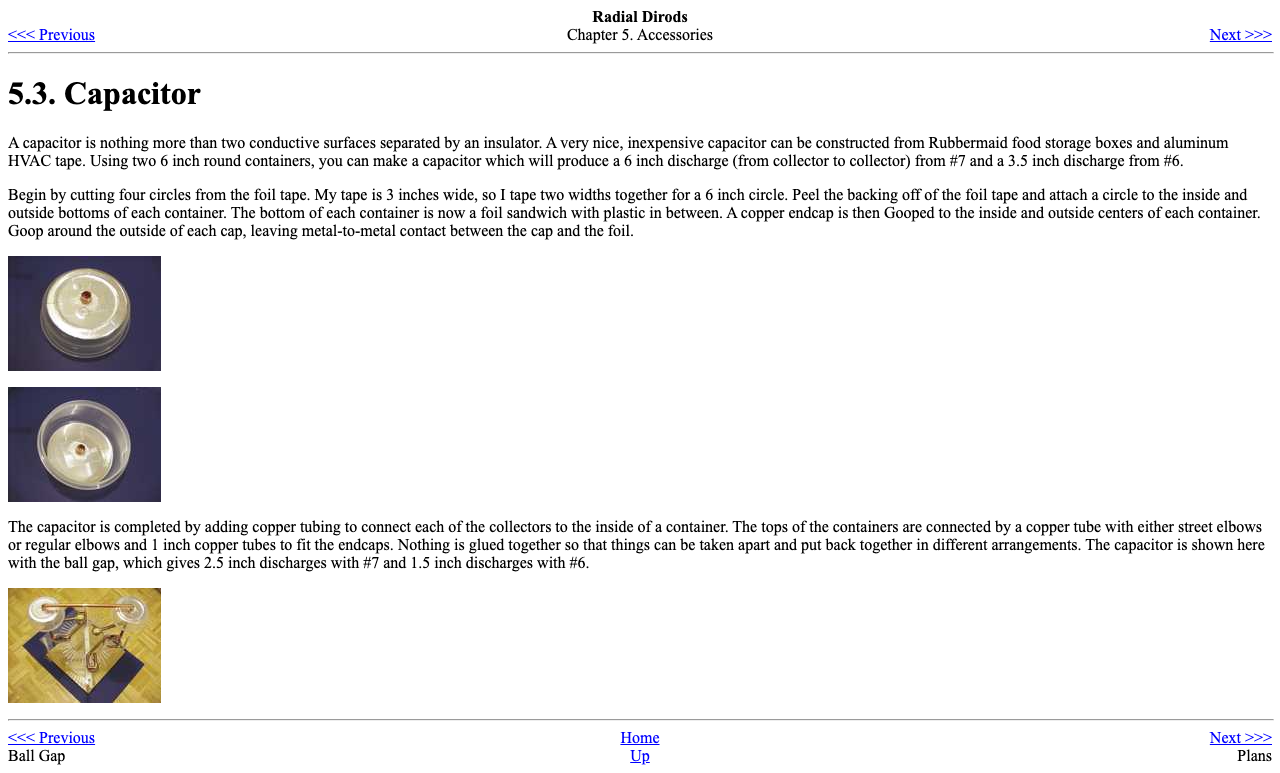 Radial Dirods
<<< Previous
Chapter 5. Accessories
Next >>>
5.3. Capacitor
A capacitor is nothing more than two conductive surfaces separated by an insulator. A very nice, inexpensive capacitor can be constructed from Rubbermaid food storage boxes and aluminum
HVAC tape. Using two 6 inch round containers, you can make a capacitor which will produce a 6 inch discharge (from collector to collector) from #7 and a 3.5 inch discharge from #6.
Begin by cutting four circles from the foil tape. My tape is 3 inches wide, so I tape two widths together for a 6 inch circle. Peel the backing off of the foil tape and attach a circle to the inside and
outside bottoms of each container. The bottom of each container is now a foil sandwich with plastic in between. A copper endcap is then Gooped to the inside and outside centers of each container.
Goop around the outside of each cap, leaving metal-to-metal contact between the cap and the foil.
The capacitor is completed by adding copper tubing to connect each of the collectors to the inside of a container. The tops of the containers are connected by a copper tube with either street elbows
or regular elbows and 1 inch copper tubes to fit the endcaps. Nothing is glued together so that things can be taken apart and put back together in different arrangements. The capacitor is shown here
with the ball gap, which gives 2.5 inch discharges with #7 and 1.5 inch discharges with #6.
<<< Previous
Home
Next >>>
Ball Gap
Up
Plans